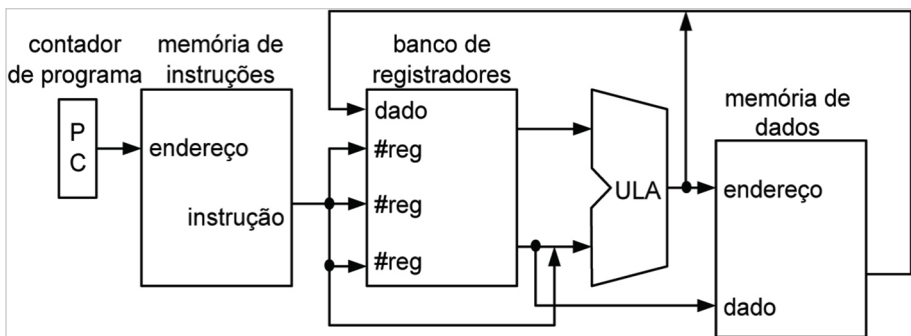 contador
de programa
memória de
instruções
banco de
registradores
P
C
endereço
instrução
dado
#reg
#reg
#reg
ULA
memória de
dados
endereço
dado